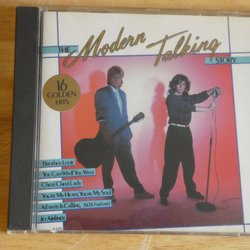 THE
Modern Talking
STORY
16
GOLDEN
HITS
Brother Louie
You Can Win If You Want
Cheri Cheri Lady
You're My Heart, You're My Soul
Atlantis Is Calling (S.O.S. For Love)
Jet Airliner